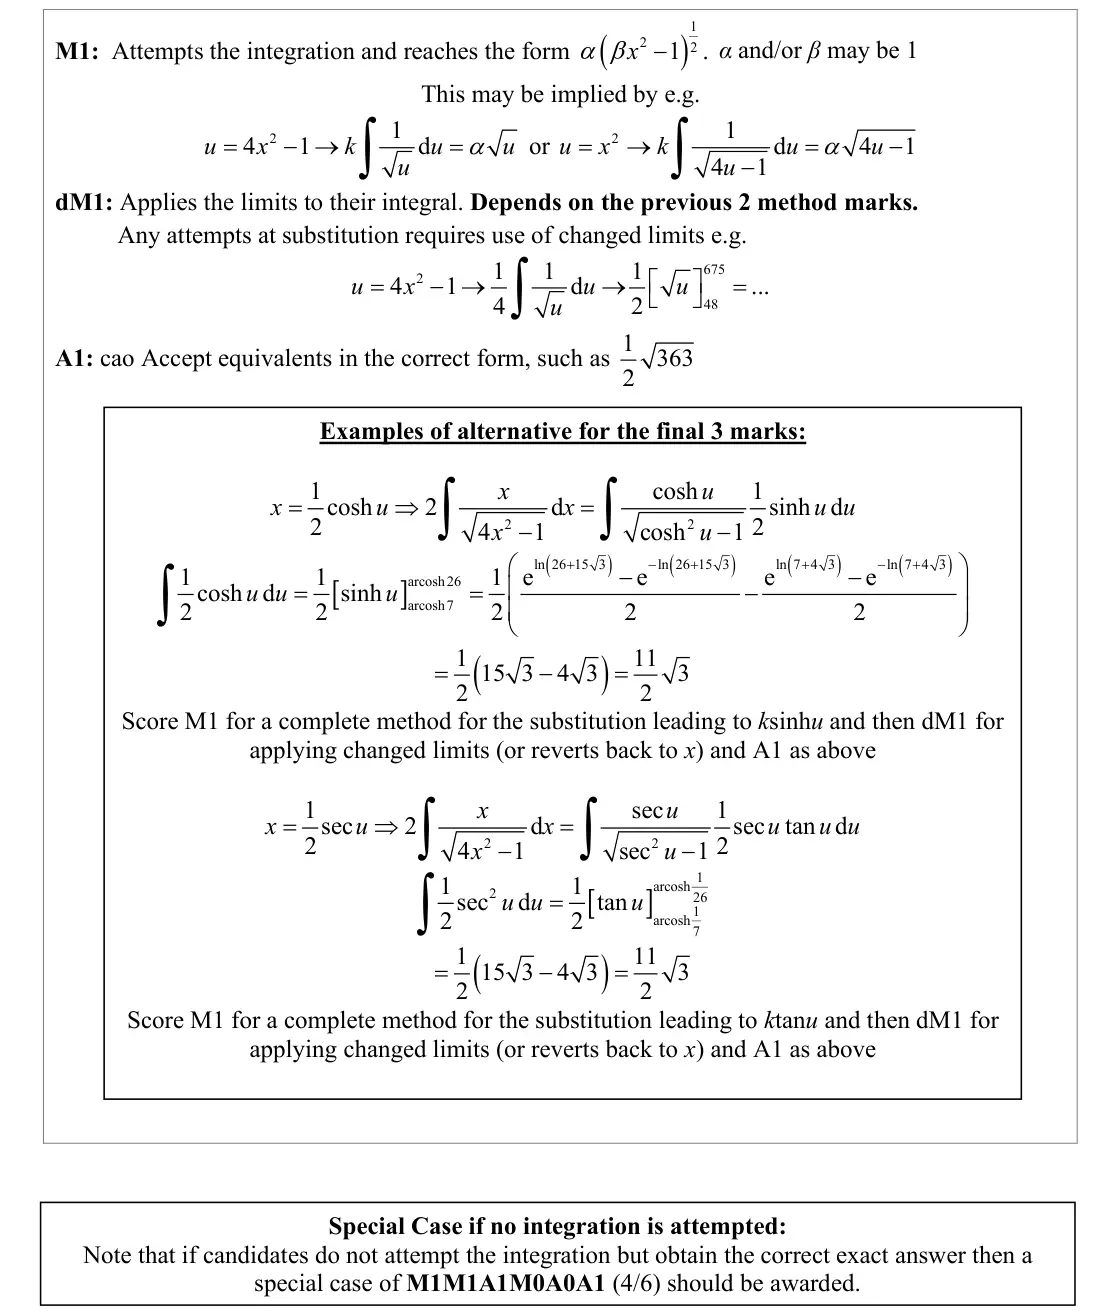 M1: Attempts the integration and reaches the form α(βx² −1)^(1/2). α and/or β may be 1
This may be implied by e.g.
u = 4x² −1 → k∫ 1/√u du = α√u or u = x² → k∫ 1/√(4u −1) du = α√(4u −1)
dM1: Applies the limits to their integral. Depends on the previous 2 method marks.
Any attempts at substitution requires use of changed limits e.g.
u = 4x² −1 → 1/4 ∫ 1/√u du → 1/2 [√u]_48^675 = ...
A1: cao Accept equivalents in the correct form, such as 1/2 √363
Examples of alternative for the final 3 marks:
x = 1/2 cosh u ⇒ 2∫ x/√(4x² −1) dx = ∫ cosh u/√(cosh² u −1) 1/2 sinh u du
∫ 1/2 cosh u du = 1/2 [sinh u]_(arcosh 7)^(arcosh 26) = 1/2 ( (e^(ln(26+15√3)) − e^(−ln(26+15√3)))/2 − (e^(ln(7+4√3)) − e^(−ln(7+4√3)))/2 )
= 1/2 (15√3 − 4√3) = 11/2 √3
Score M1 for a complete method for the substitution leading to ksinhu and then dM1 for
applying changed limits (or reverts back to x) and A1 as above
x = 1/2 sec u ⇒ 2∫ x/√(4x² −1) dx = ∫ sec u/√(sec² u −1) 1/2 sec u tan u du
∫ 1/2 sec² u du = 1/2 [tan u]_(arcosh 1/7)^(arcosh 1/26)
= 1/2 (15√3 − 4√3) = 11/2 √3
Score M1 for a complete method for the substitution leading to ktanu and then dM1 for
applying changed limits (or reverts back to x) and A1 as above
Special Case if no integration is attempted:
Note that if candidates do not attempt the integration but obtain the correct exact answer then a
special case of M1M1A1M0A0A1 (4/6) should be awarded.